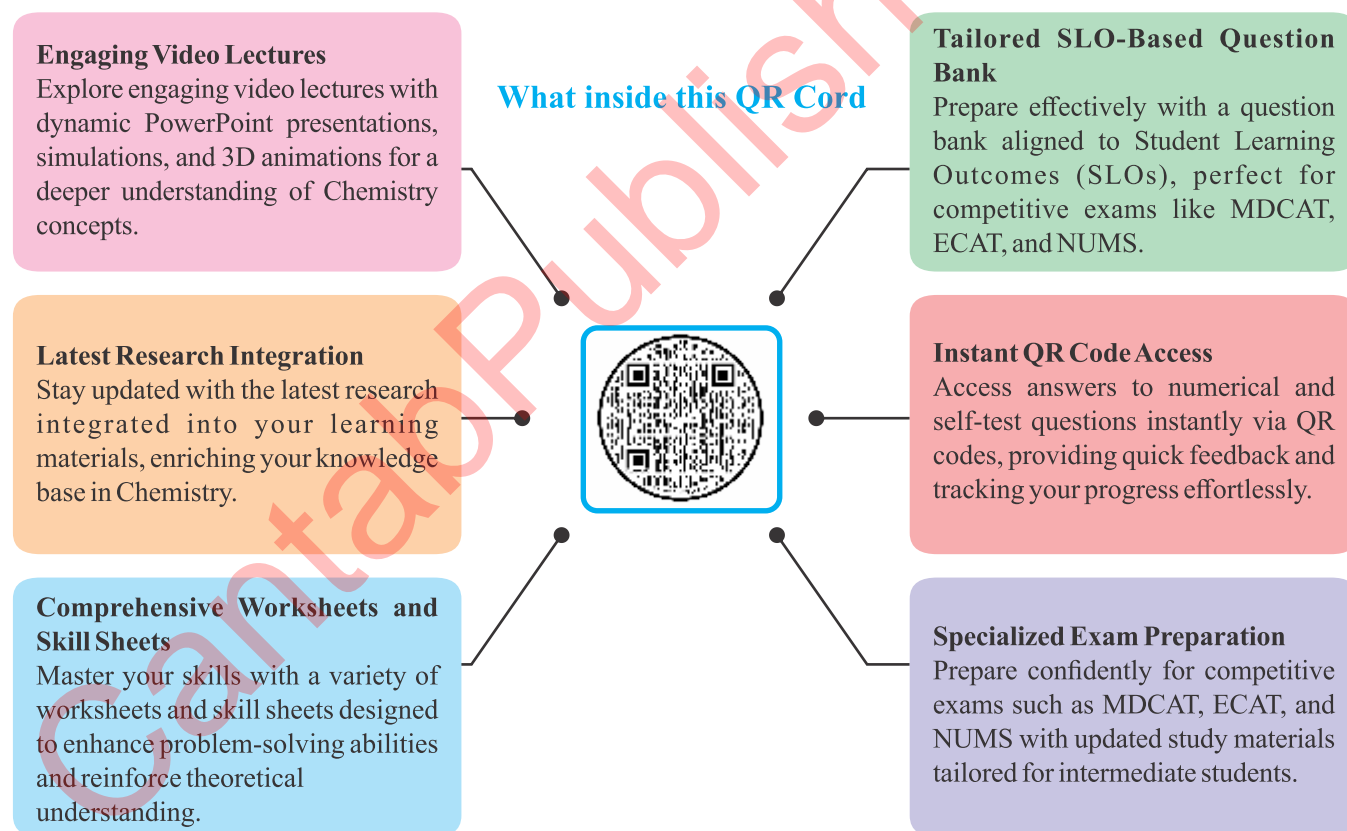 What inside this QR Cord
Engaging Video Lectures
Explore engaging video lectures with
dynamic PowerPoint presentations,
simulations, and 3D animations for a
deeper understanding of Chemistry
concepts.
Tailored SLO-Based Question
Bank
Prepare effectively with a question
bank aligned to Student Learning
Outcomes (SLOs), perfect for
competitive exams like MDCAT,
ECAT, and NUMS.
Latest Research Integration
Stay updated with the latest research
integrated into your learning
materials, enriching your knowledge
base in Chemistry.
Instant QR Code Access
Access answers to numerical and
self-test questions instantly via QR
codes, providing quick feedback and
tracking your progress effortlessly.
Comprehensive Worksheets and
Skill Sheets
Master your skills with a variety of
worksheets and skill sheets designed
to enhance problem-solving abilities
and reinforce theoretical
understanding.
Specialized Exam Preparation
Prepare confidently for competitive
exams such as MDCAT, ECAT, and
NUMS with updated study materials
tailored for intermediate students.
CantabPublish